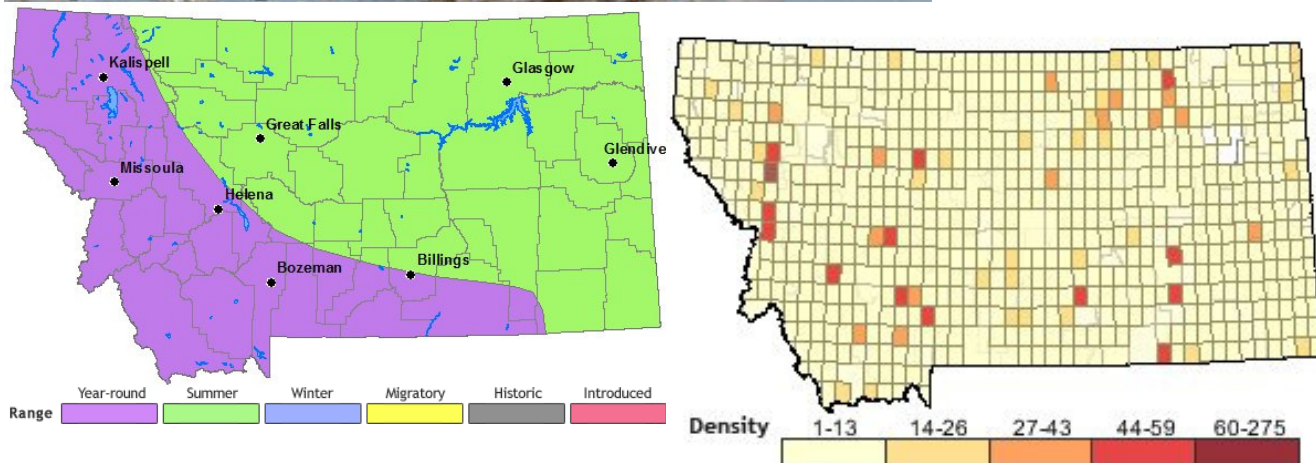 Kalispell
Glasgow
Great Falls
Glendive
Missoula
Helena
Billings
Bozeman
Year-round Summer Winter Migratory Historic Introduced
Range
Density 1-13 14-26 27-43 44-59 60-275